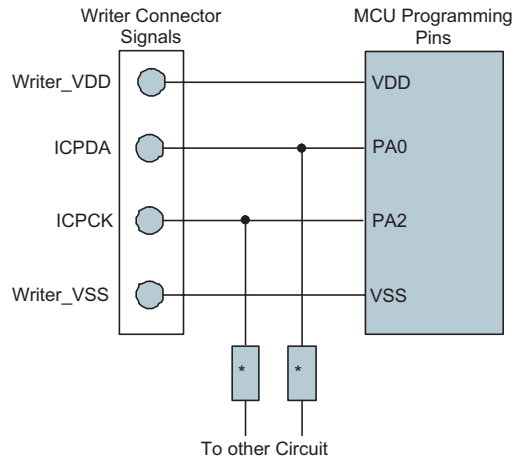 Writer Connector
Signals
MCU Programming
Pins
Writer_VDD
VDD
ICPDA
PA0
ICPCK
PA2
Writer_VSS
VSS
*
*
To other Circuit